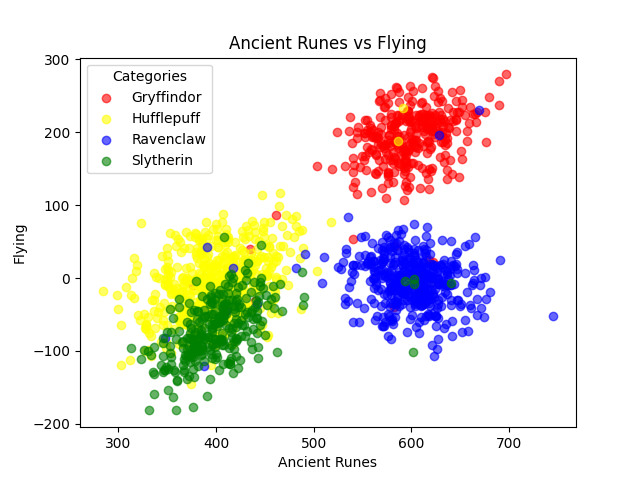 Ancient Runes vs Flying
Categories
Gryffindor
Hufflepuff
Ravenclaw
Slytherin
300
200
100
0
−100
−200
Flying
300 400 500 600 700
Ancient Runes